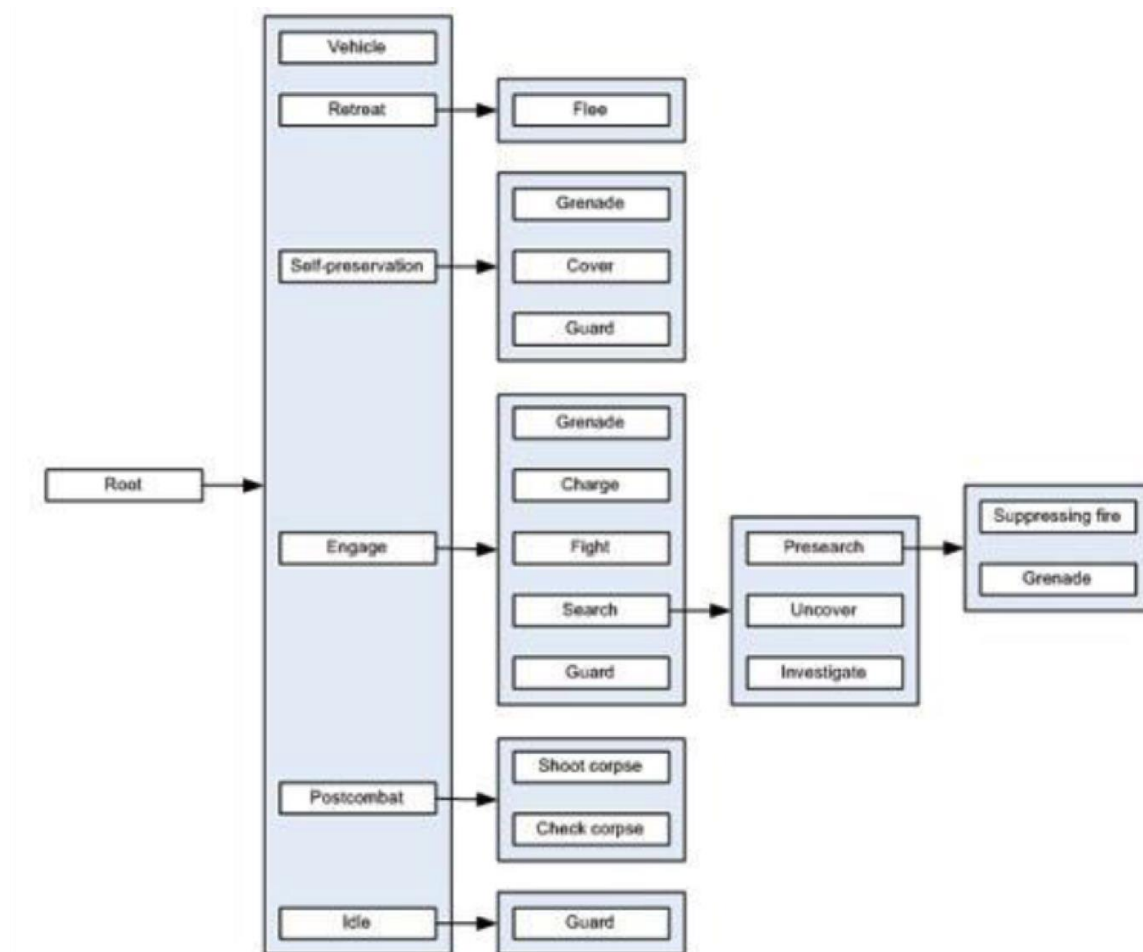 Root
Vehicle
Retreat
Self-preservation
Engage
Postcombat
Idle
Flee
Grenade
Cover
Guard
Grenade
Charge
Fight
Search
Guard
Shoot corpse
Check corpse
Guard
Presearch
Uncover
Investigate
Suppressing fire
Grenade